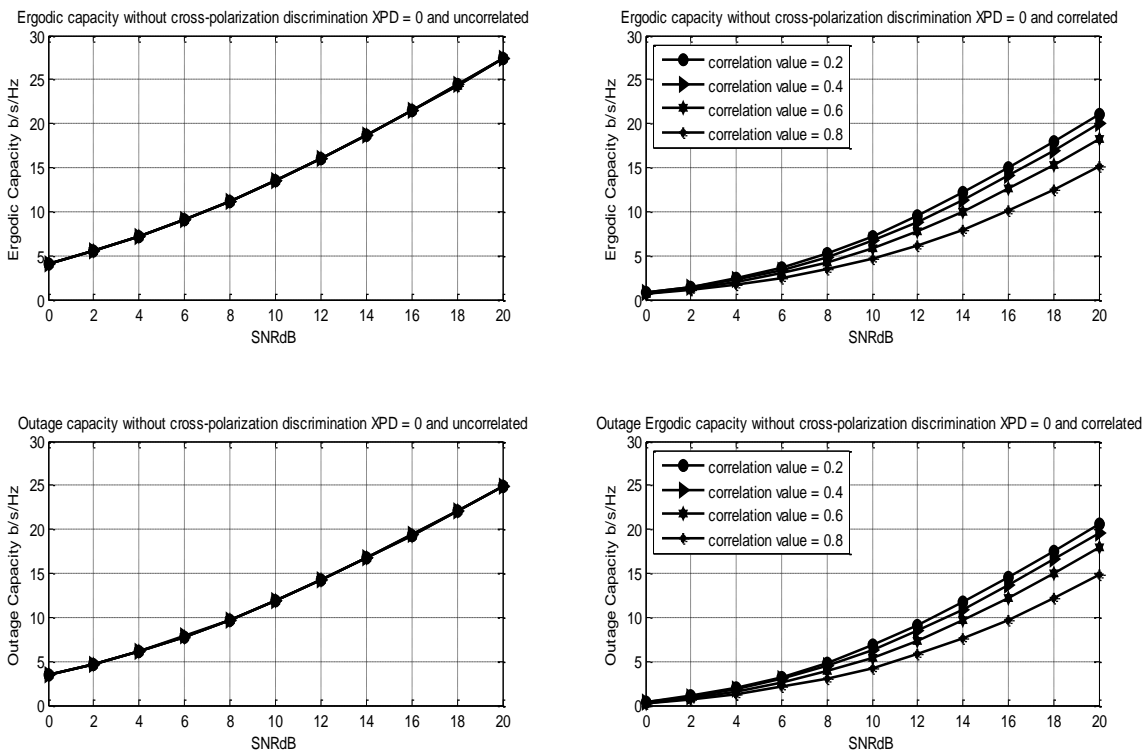 Ergodic capacity without cross-polarization discrimination XPD = 0 and uncorrelated
30
25
20
15
10
5
0
Ergodic Capacity b/s/Hz
0 2 4 6 8 10 12 14 16 18 20
SNRdB
Ergodic capacity without cross-polarization discrimination XPD = 0 and correlated
30
25
20
15
10
5
0
Ergodic Capacity b/s/Hz
correlation value = 0.2
correlation value = 0.4
correlation value = 0.6
correlation value = 0.8
0 2 4 6 8 10 12 14 16 18 20
SNRdB
Outage capacity without cross-polarization discrimination XPD = 0 and uncorrelated
30
25
20
15
10
5
0
Outage Capacity b/s/Hz
0 2 4 6 8 10 12 14 16 18 20
SNRdB
Outage Ergodic capacity without cross-polarization discrimination XPD = 0 and correlated
30
25
20
15
10
5
0
Outage Capacity b/s/Hz
correlation value = 0.2
correlation value = 0.4
correlation value = 0.6
correlation value = 0.8
0 2 4 6 8 10 12 14 16 18 20
SNRdB